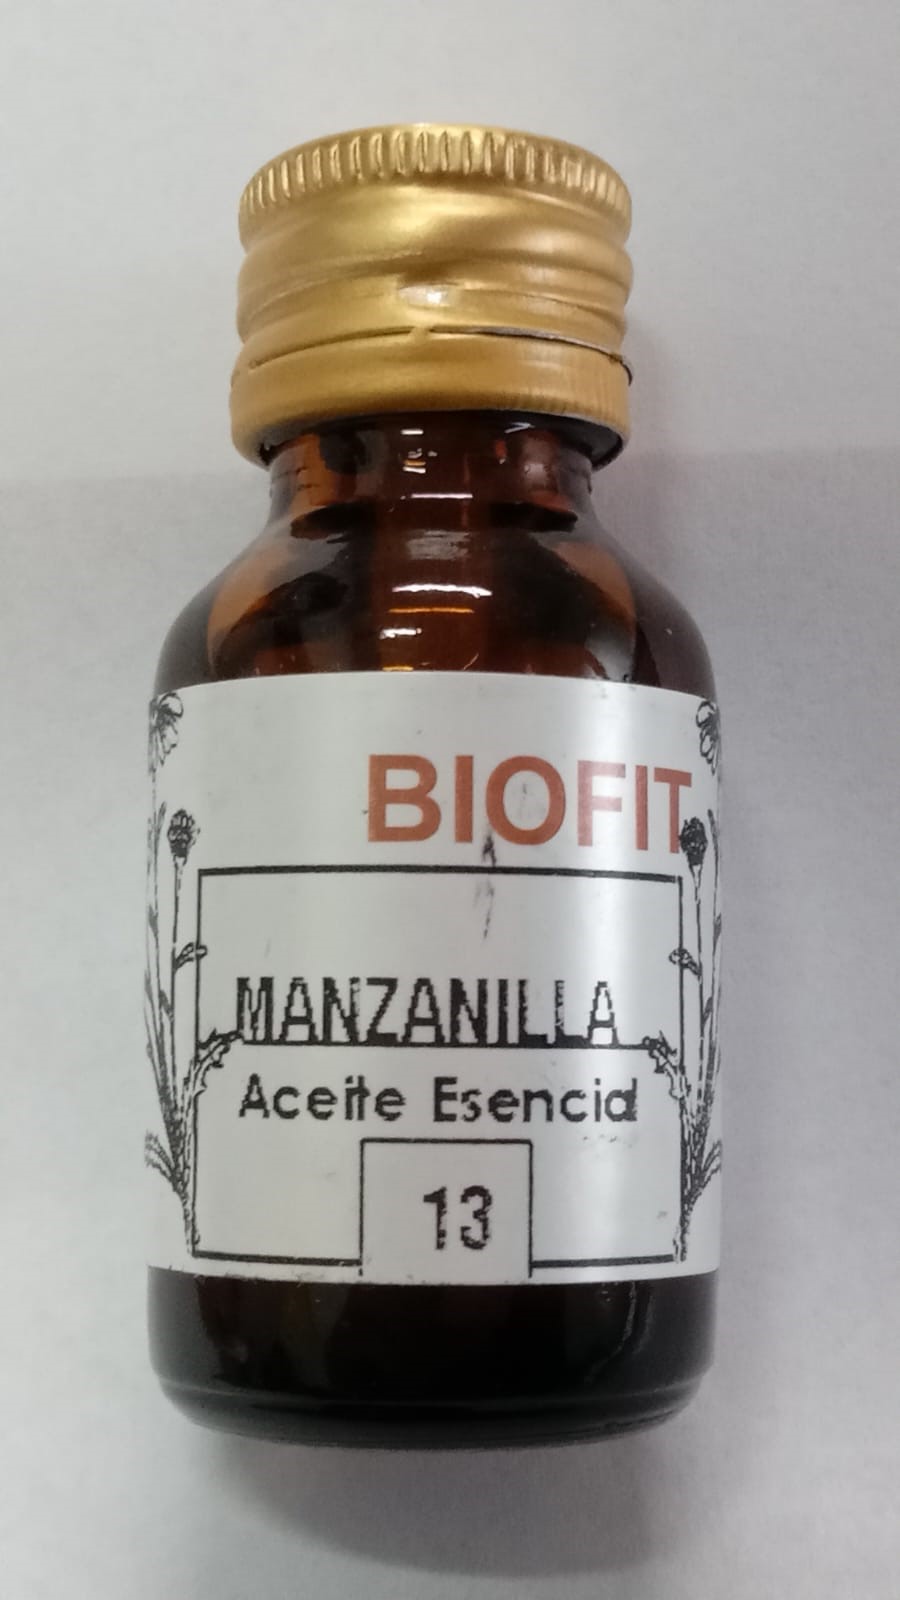 BIOFIT
MANZANILLA
Aceite Esencial
13